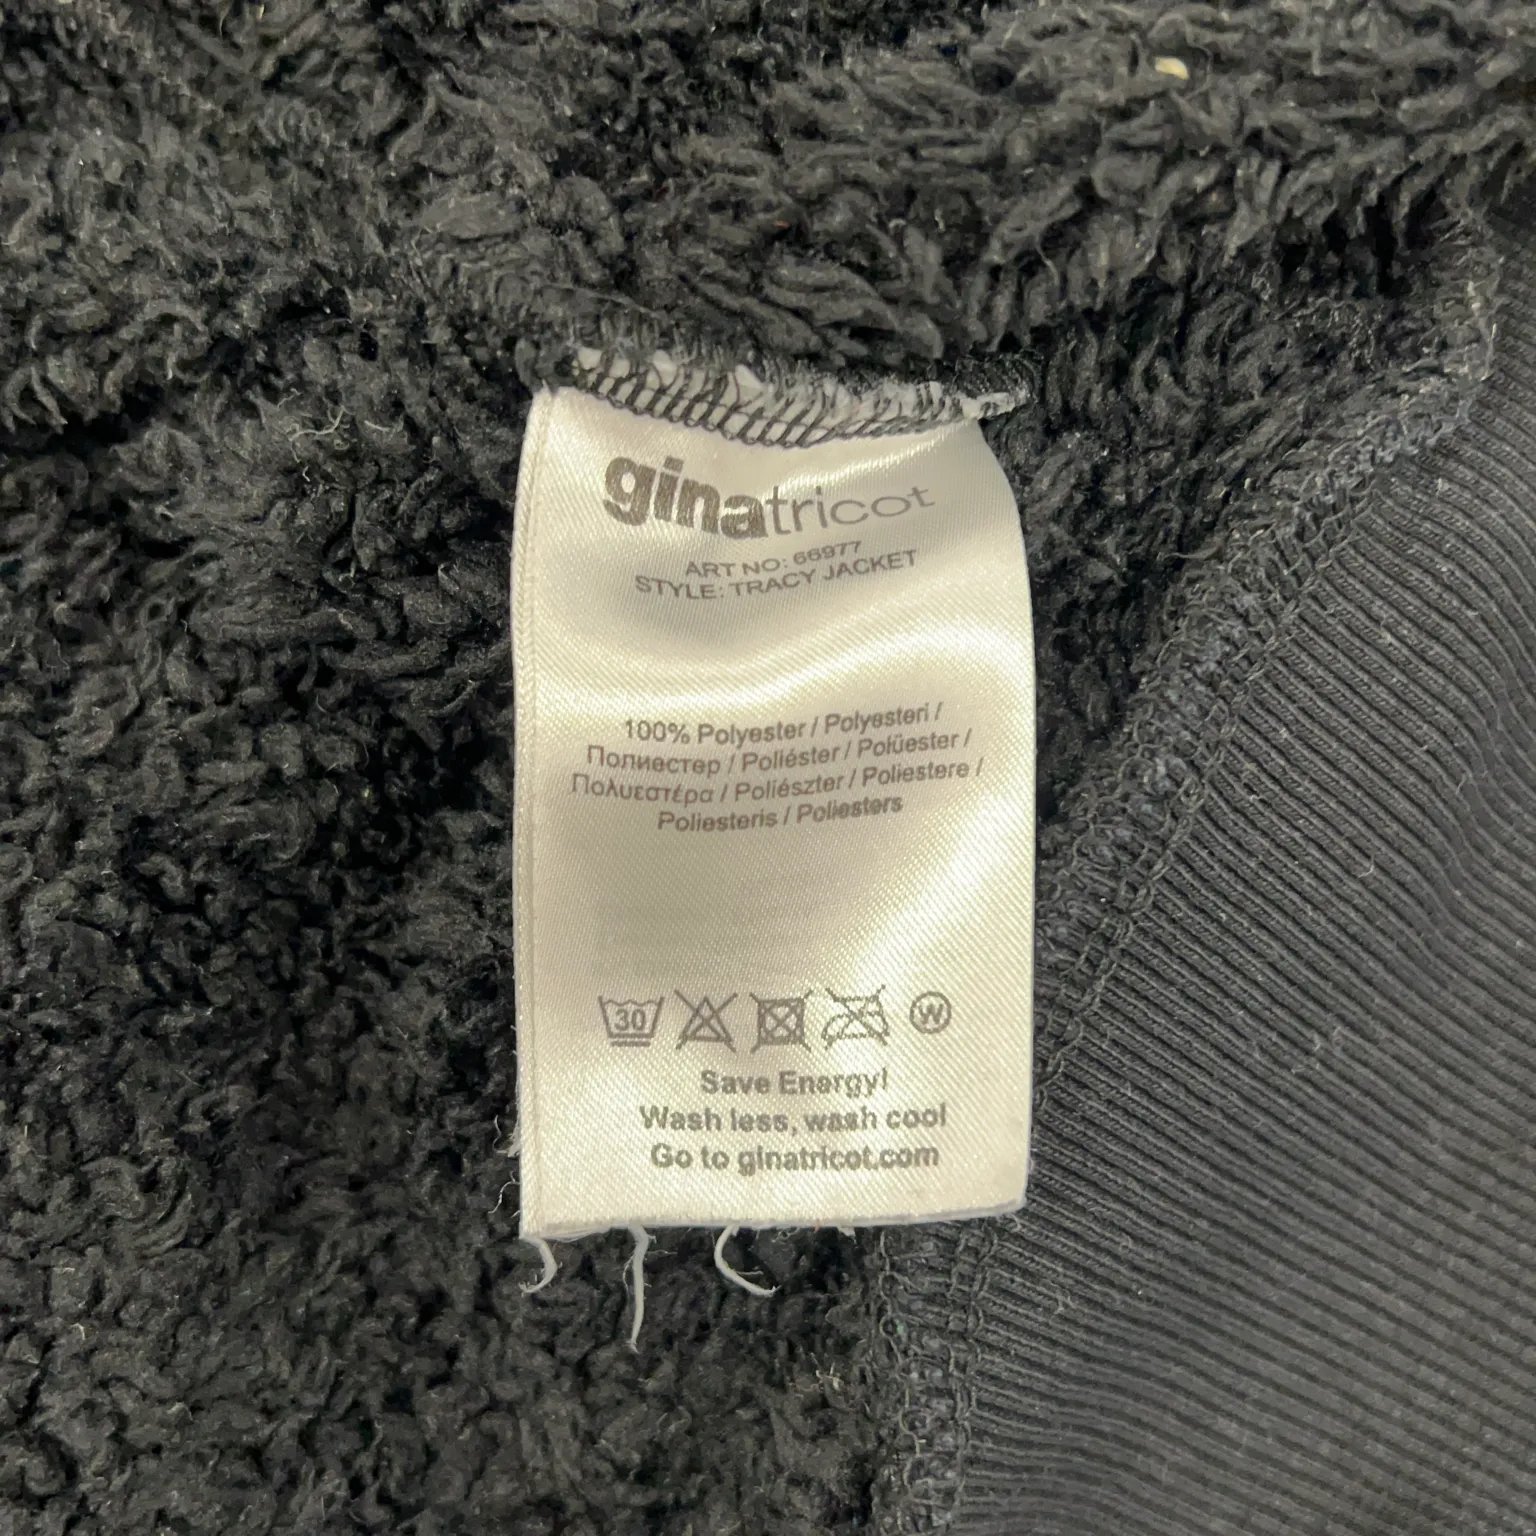 ginatricot
ART NO: 66977
STYLE: TRACY JACKET
100% Polyester / Polyesteri /
Полиестер / Poliéster / Polüester /
Πολυεστέρα / Poliészter / Poliestere /
Poliesteris / Poliesters
30 W
Save Energy!
Wash less, wash cool
Go to ginatricot.com